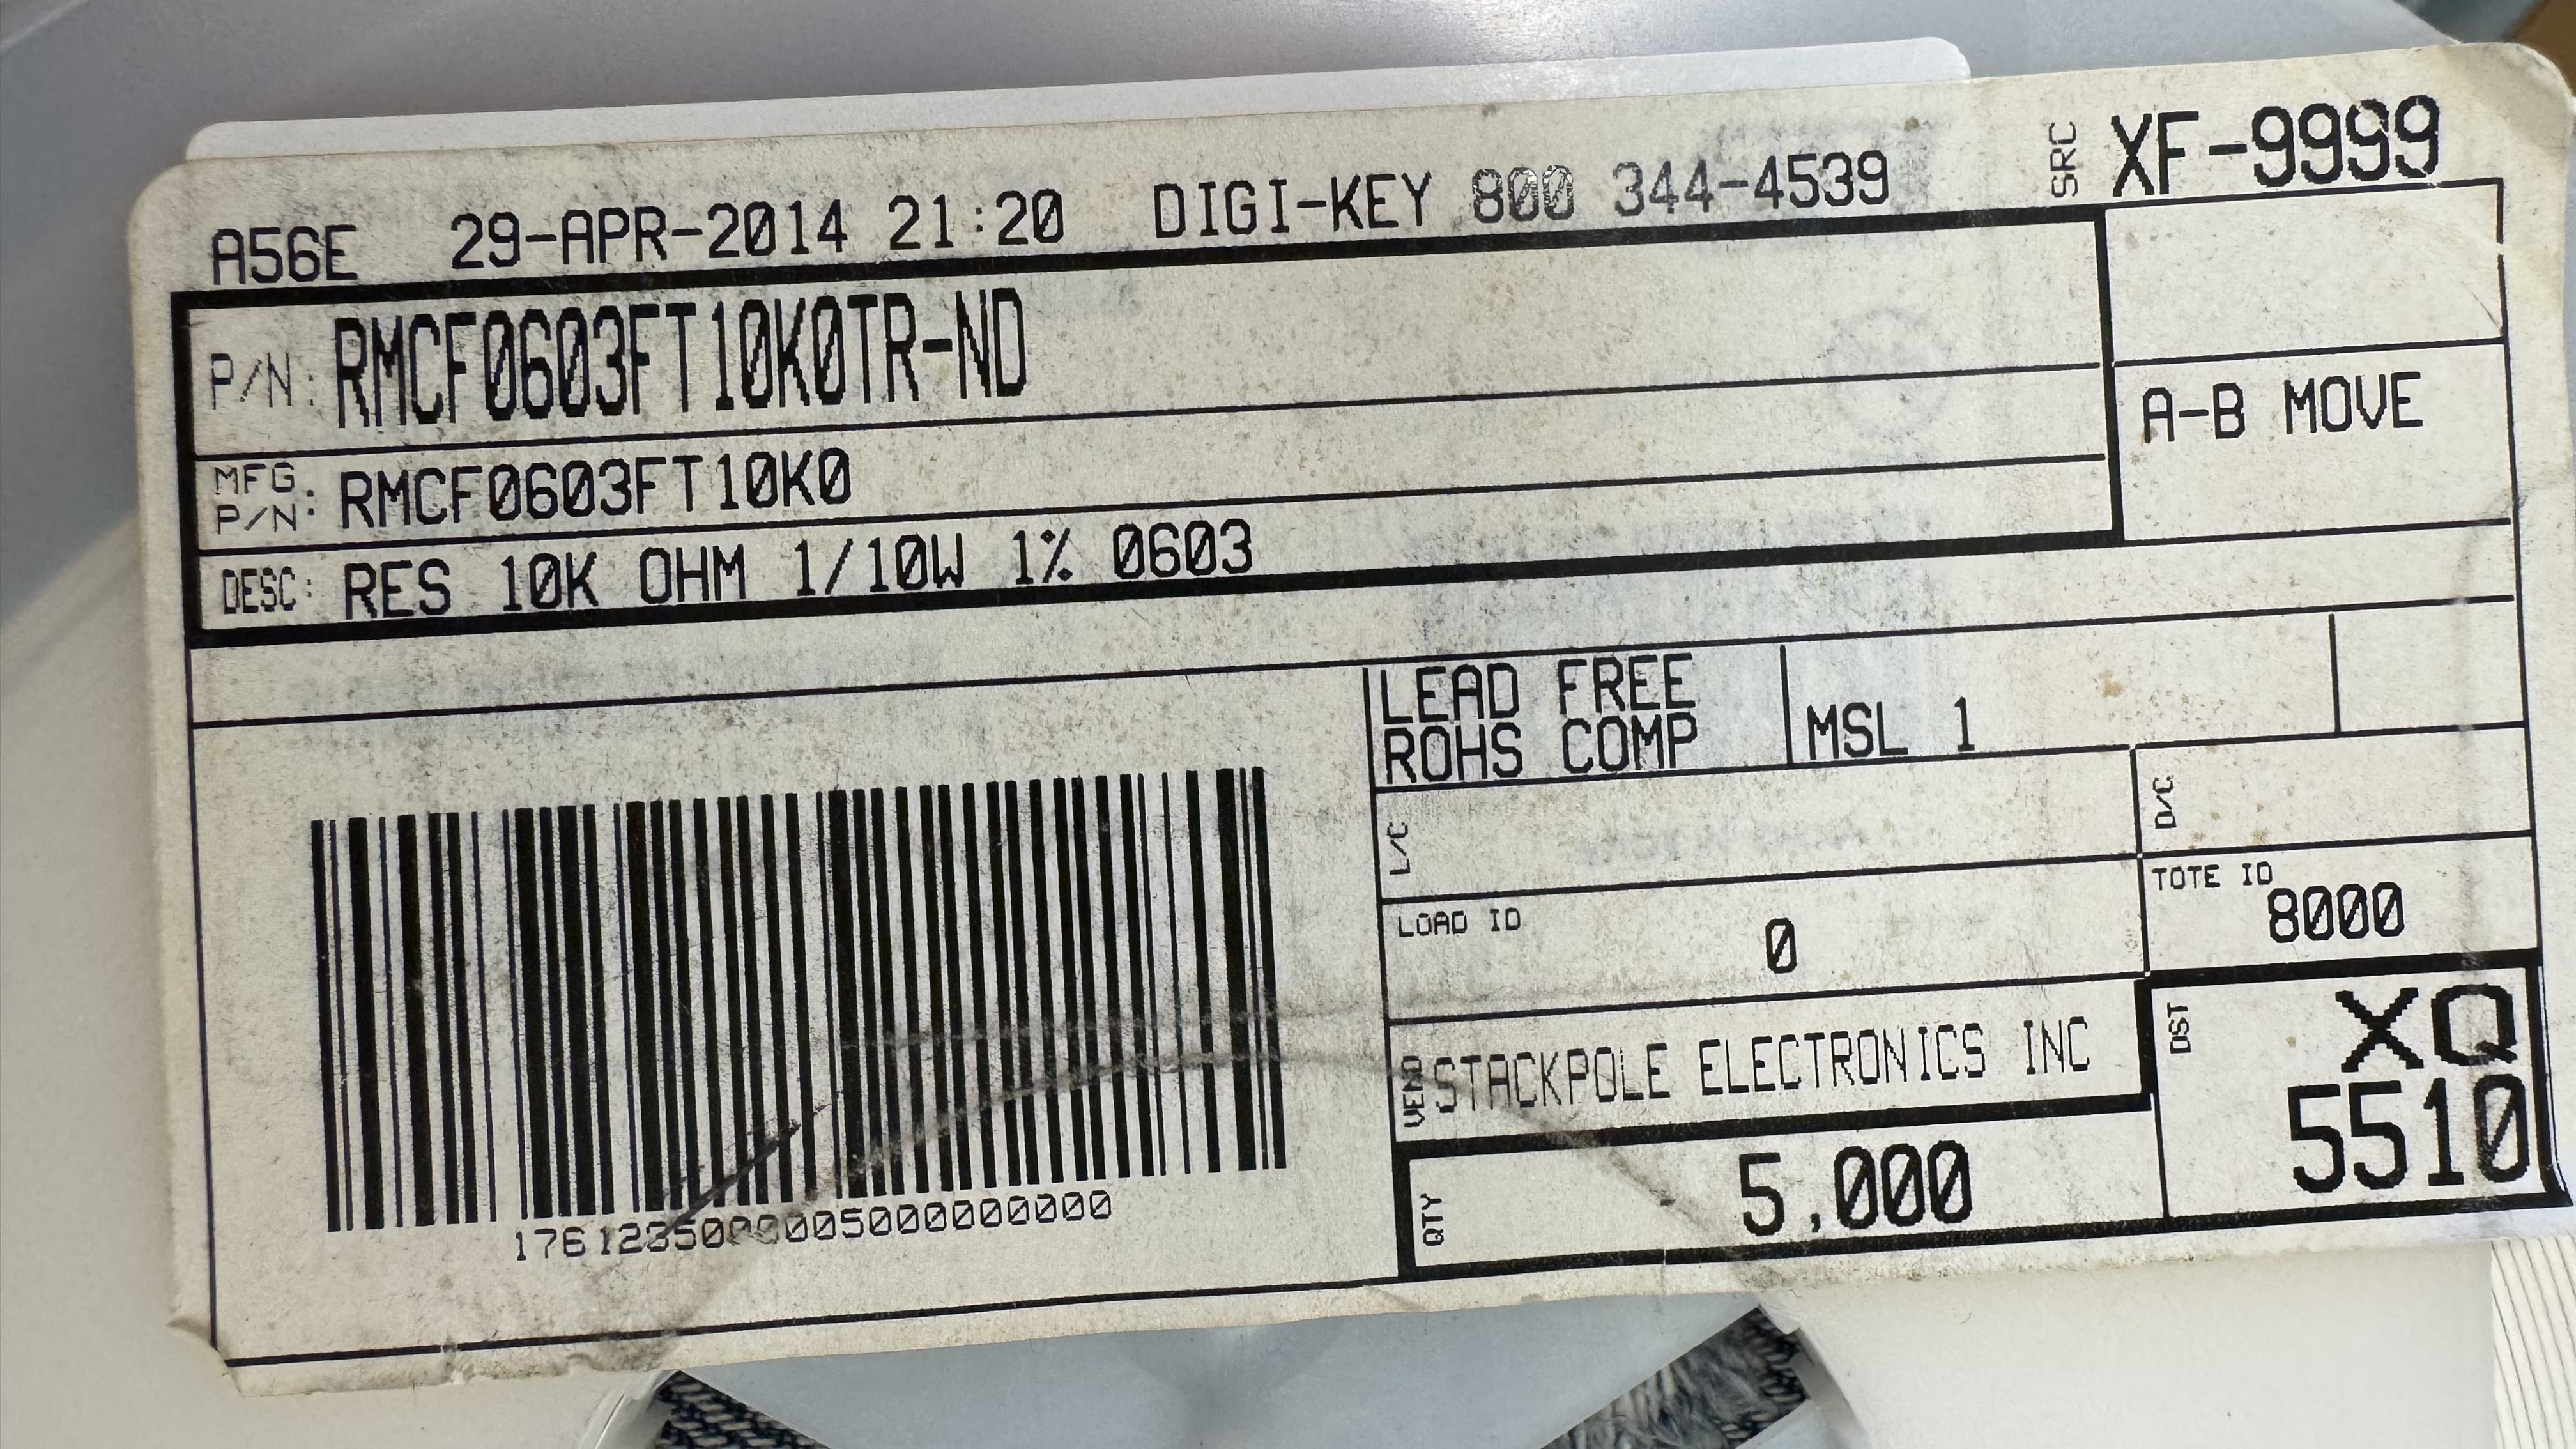 A56E 29-APR-2014 21:20 DIGI-KEY 800 344-4539
SRC XF-9999
P/N: RMCF0603FT10K0TR-ND
A-B MOVE
MFG P/N: RMCF0603FT10K0
DESC: RES 10K OHM 1/10W 1% 0603
LEAD FREE
ROHS COMP
MSL 1
L/C
D/C
LOAD ID
0
TOTE ID
8000
VEND STACKPOLE ELECTRONICS INC
DST XQ
5510
QTY 5,000